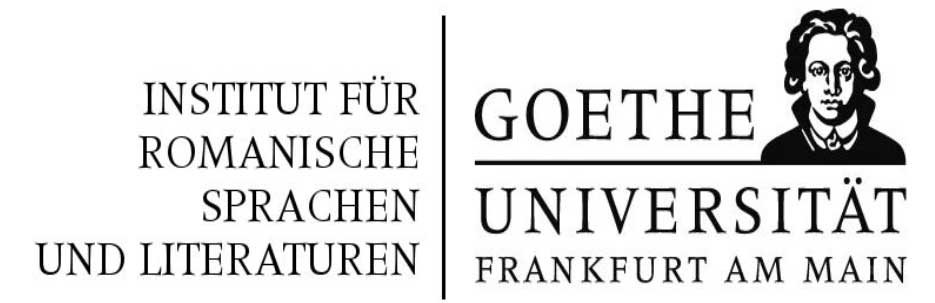 INSTITUT FÜR
ROMANISCHE
SPRACHEN
UND LITERATUREN
GOETHE
UNIVERSITÄT
FRANKFURT AM MAIN